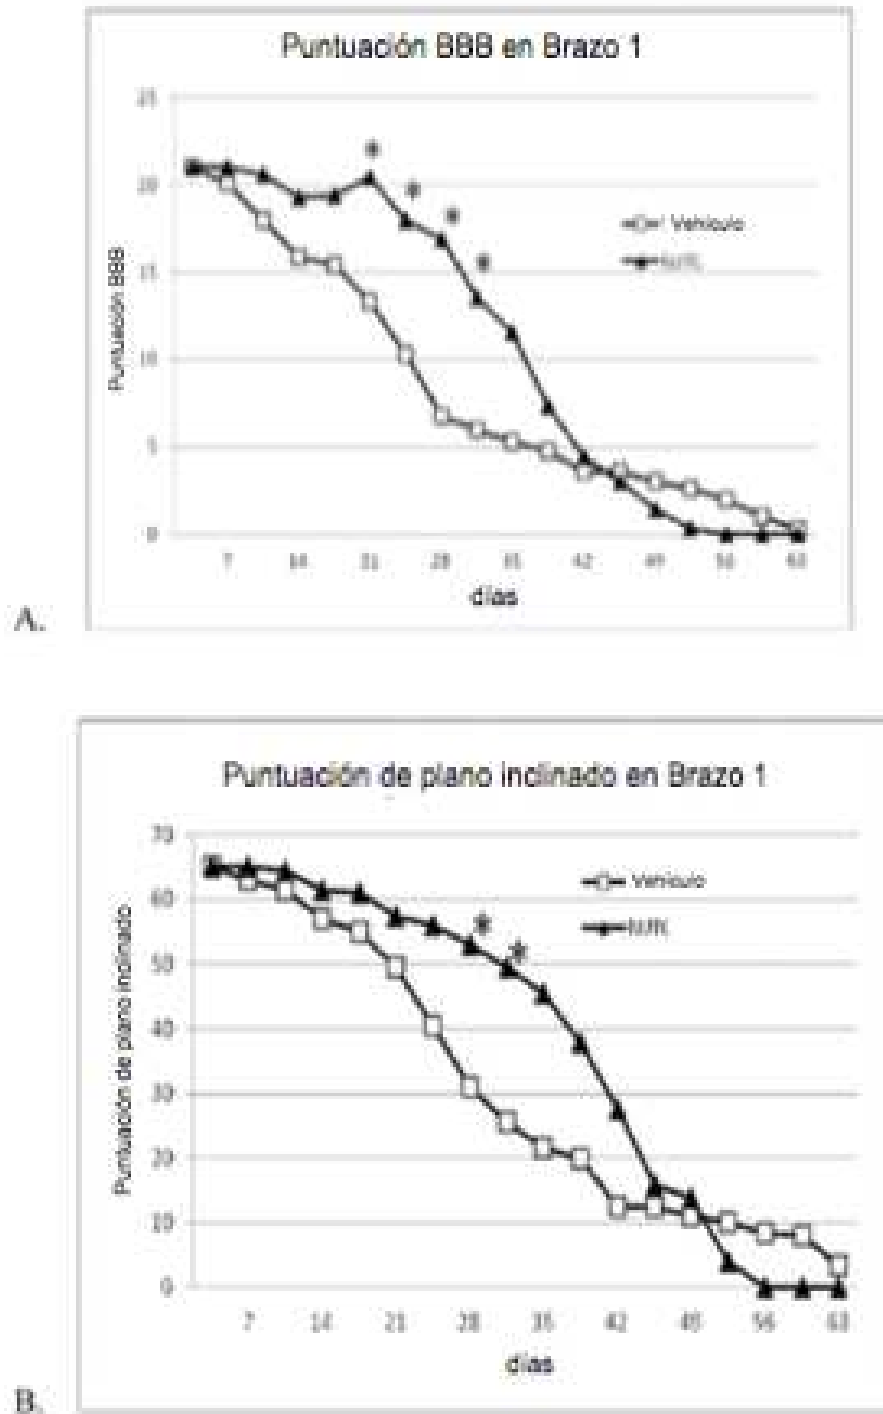 Puntuación BBB en Brazo 1
25
20
15
10
5
0
Puntuación BBB
Vehículo
7 14 21 28 35 42 49 56 63
días
A.
Puntuación de plano inclinado en Brazo 1
70
60
50
40
30
20
10
0
Puntuación de plano inclinado
Vehículo
7 14 21 28 35 42 49 56 63
días
B.